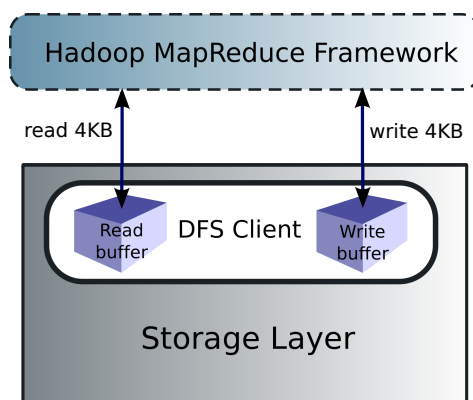 Hadoop MapReduce Framework
read 4KB
write 4KB
Read
buffer
DFS Client
Write
buffer
Storage Layer